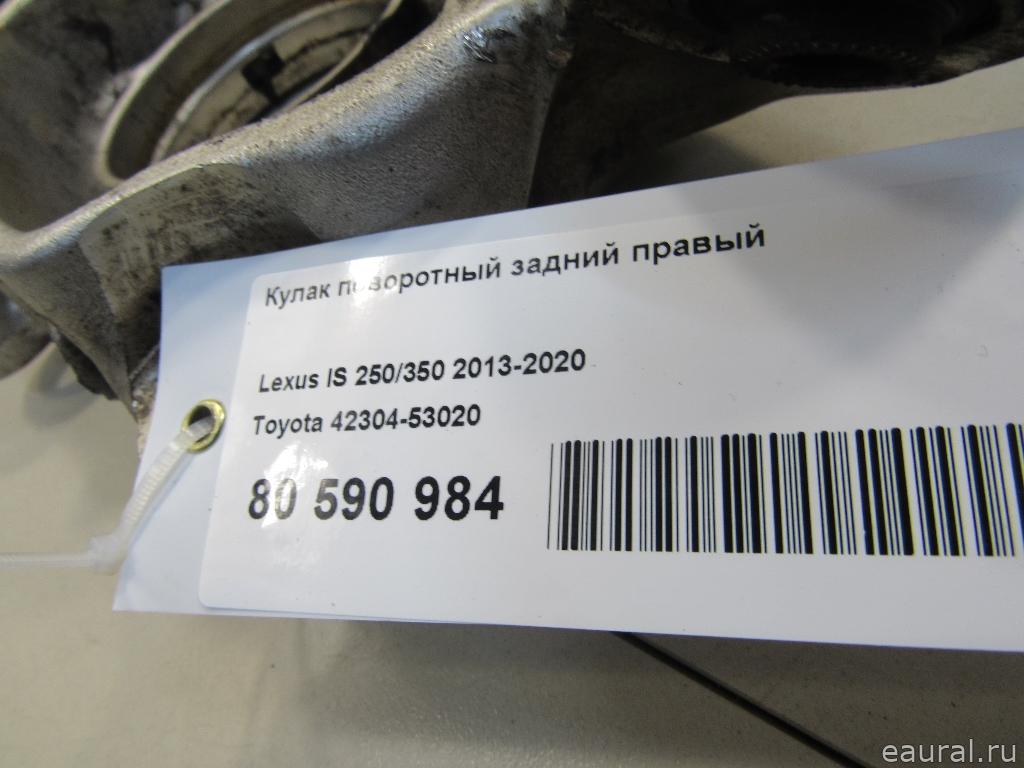 Кулак поворотный задний правый
Lexus IS 250/350 2013-2020
Toyota 42304-53020
80 590 984
eaural.ru